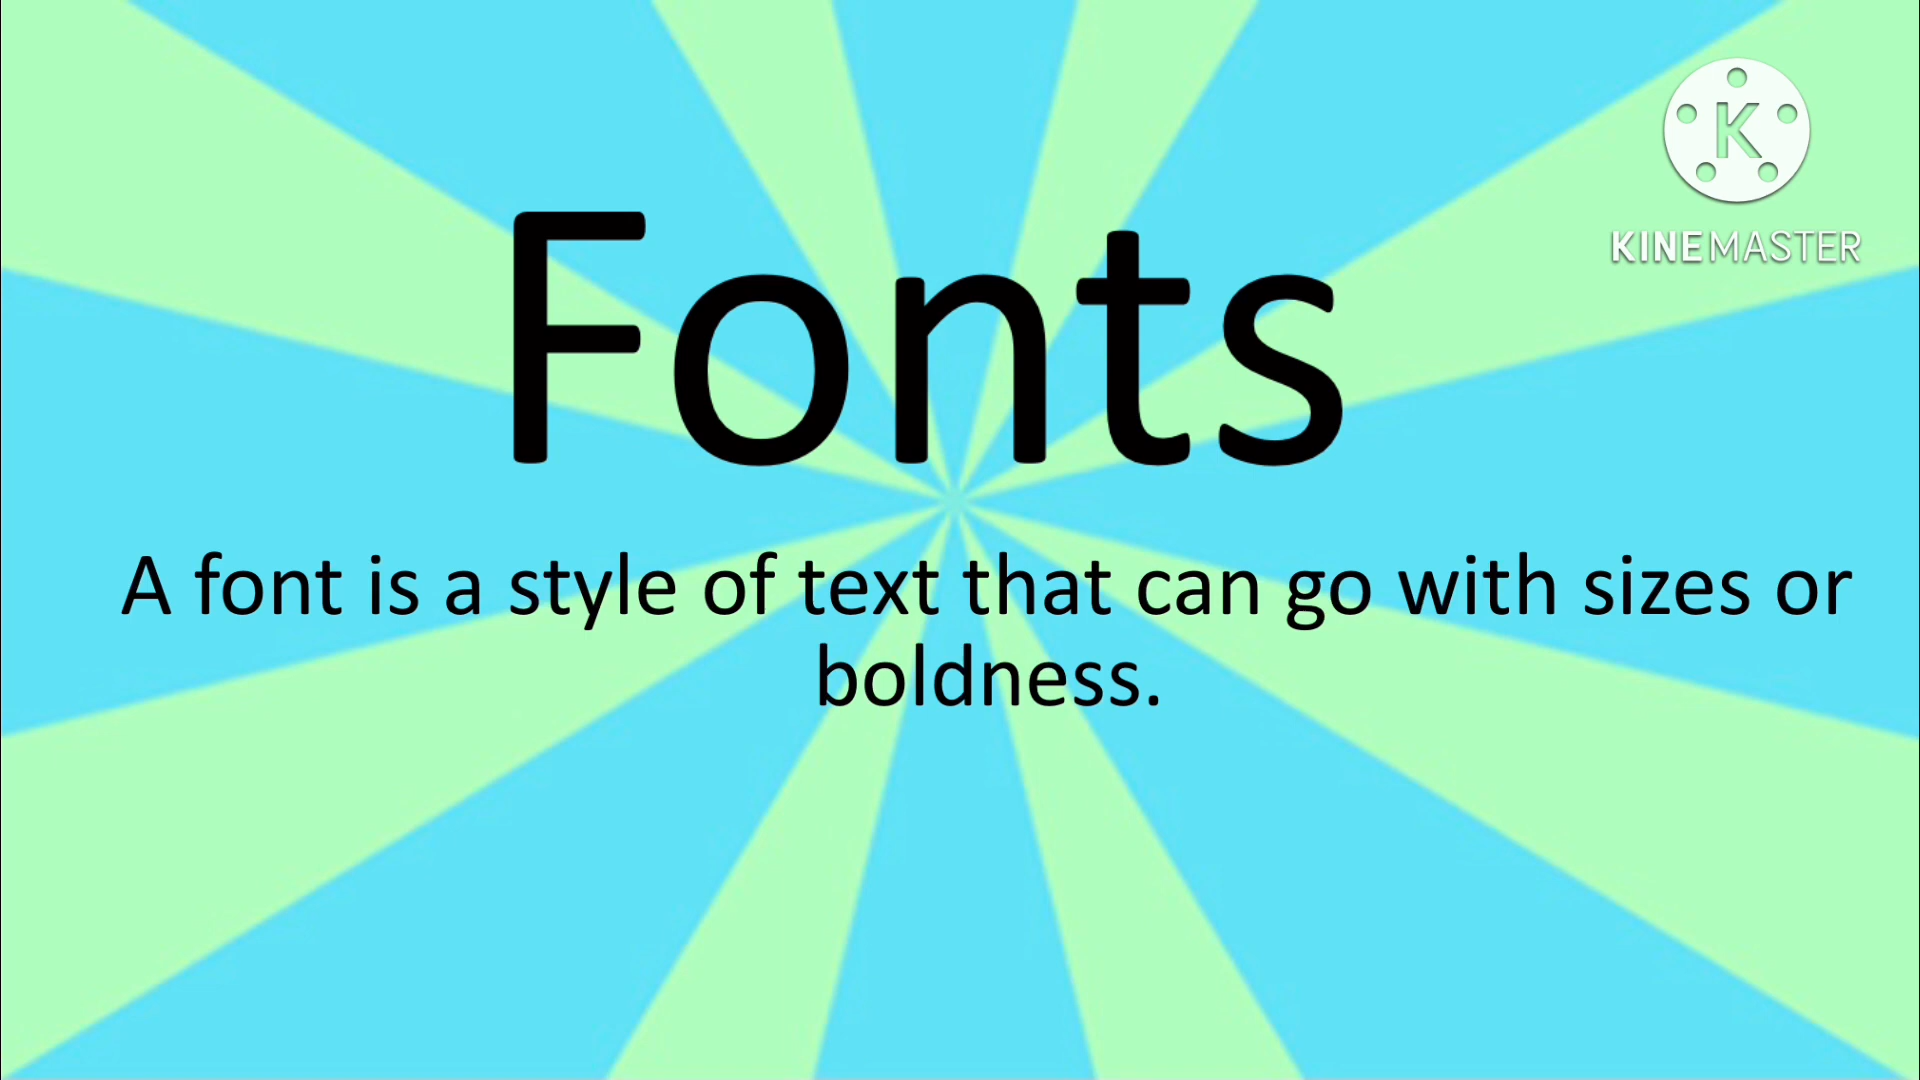 K
KINEMASTER
Fonts
A font is a style of text that can go with sizes or
boldness.